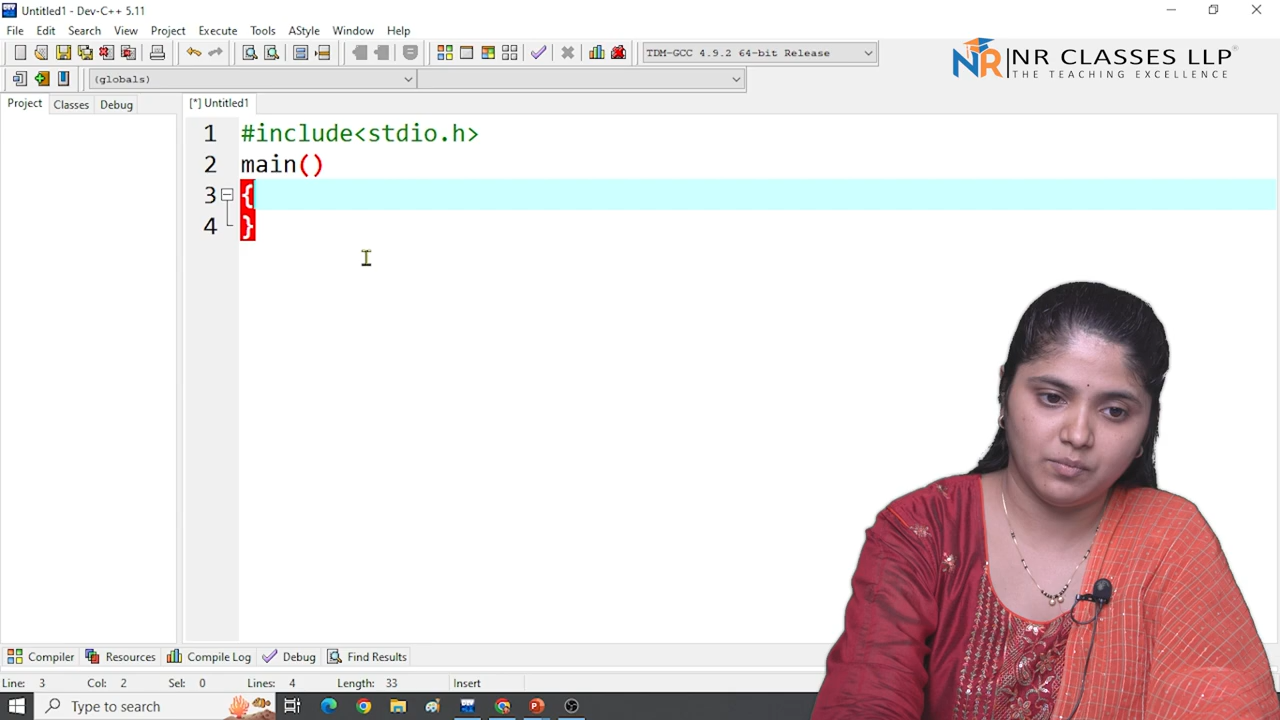 Untitled1 - Dev-C++ 5.11
File Edit Search View Project Execute Tools AStyle Window Help
TDM-GCC 4.9.2 64-bit Release
NR NR CLASSES LLP®
THE TEACHING EXCELLENCE
(globals)
Project Classes Debug
[*] Untitled1
1 #include<stdio.h>
2 main()
3 {
4 }
Compiler Resources Compile Log Debug Find Results
Line: 3 Col: 2 Sel: 0 Lines: 4 Length: 33 Insert
Type to search